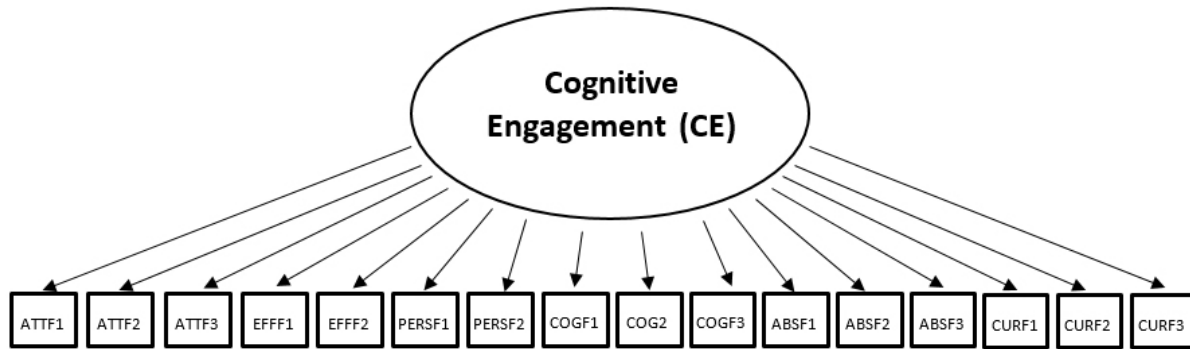 Cognitive
Engagement (CE)
ATTF1 ATTF2 ATTF3 EFFF1 EFFF2 PERSF1 PERSF2 COGF1 COG2 COGF3 ABSF1 ABSF2 ABSF3 CURF1 CURF2 CURF3